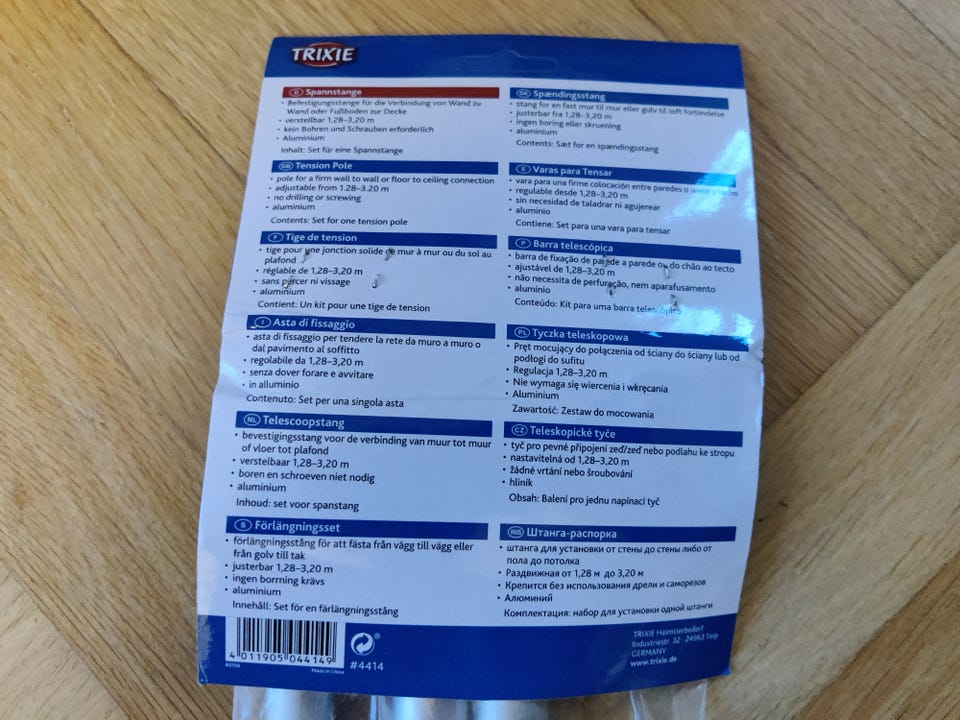 TRIXIE
D Spannstange
• Befestigungsstange für die Verbindung von Wand zu
Wand oder Fußboden zur Decke
• verstellbar 1,28–3,20 m
• kein Bohren und Schrauben erforderlich
• Aluminium
Inhalt: Set für eine Spannstange
GB Tension Pole
• pole for a firm wall to wall or floor to ceiling connection
• adjustable from 1.28–3.20 m
• no drilling or screwing
• aluminium
Contents: Set for one tension pole
F Tige de tension
• tige pour une jonction solide de mur à mur ou du sol au
plafond
• réglable de 1,28–3,20 m
• sans percer ni vissage
• aluminium
Contient: Un kit pour une tige de tension
I Asta di fissaggio
• asta di fissaggio per tendere la rete da muro a muro o
dal pavimento al soffitto
• regolabile da 1,28–3,20 m
• senza dover forare e avvitare
• in alluminio
Contenuto: Set per una singola asta
NL Telescoopstang
• bevestigingsstang voor de verbinding van muur tot muur
of vloer tot plafond
• verstelbaar 1,28–3,20 m
• boren en schroeven niet nodig
• aluminium
Inhoud: set voor spanstang
S Förlängningsset
• förlängningsstång för att fästa från vägg till vägg eller
från golv till tak
• justerbar 1,28–3,20 m
• ingen borrning krävs
• aluminium
Innehåll: Set för en färlängningsstång
DK Spændingsstang
• stang for en fast mur til mur eller gulv til loft forbindelse
• justerbar fra 1,28–3,20 m
• ingen boring eller skruening
• aluminium
Contents: Sæt for en spændingsstang
E Varas para Tensar
• vara para una firme colocación entre paredes o suelo y techo
• regulable desde 1,28–3,20 m
• sin necesidad de taladrar ni agujerear
• aluminio
Contiene: Set para una vara para tensar
P Barra telescópica
• barra de fixação de parede a parede ou do chão ao tecto
• ajustável de 1,28–3,20 m
• não necessita de perfuração, nem aparafusamento
• alumínio
Conteúdo: Kit para uma barra telescópica
PL Tyczka teleskopowa
• Pręt mocujący do połączenia od ściany do ściany lub od
podłogi do sufitu
• Regulacja 1,28–3,20 m
• Nie wymaga się wiercenia i wkręcania
• Aluminium
Zawartość: Zestaw do mocowania
CZ Teleskopické tyče
• tyč pro pevné připojení zeď/zeď nebo podlahu ke stropu
• nastavitelná od 1,28–3,20 m
• žádné vrtání nebo šroubování
• hliník
Obsah: Balení pro jednu napínací tyč
RUS Штанга-распорка
• штанга для установки от стены до стены либо от
пола до потолка
• Раздвижная от 1,28 м до 3,20 м
• Крепится без использования дрели и саморезов
• Алюминий
Комплектация: набор для установки одной штанги
4 011905 044149
Made in China
#4414
TRIXIE Heimtierbedarf
Industriestr. 32 · 24963 Tarp
GERMANY
www.trixie.de